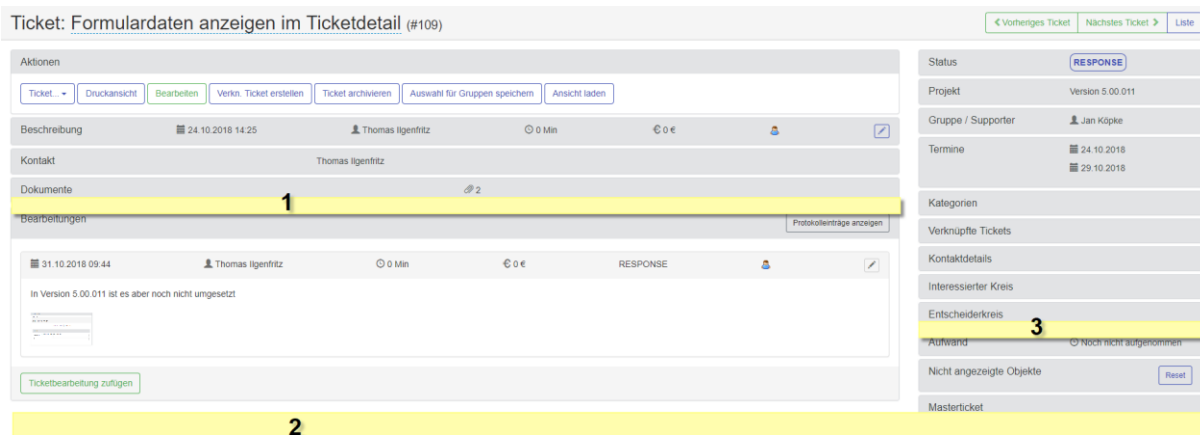 Ticket: Formulardaten anzeigen im Ticketdetail (#109)
Vorheriges Ticket Nächstes Ticket Liste
Aktionen
Ticket... Druckansicht Bearbeiten Verkn. Ticket erstellen Ticket archivieren Auswahl für Gruppen speichern Ansicht laden
Beschreibung 24.10.2018 14:25 Thomas Ilgenfritz 0 Min 0 €
Kontakt Thomas Ilgenfritz
Dokumente 2
1
Bearbeitungen Protokolleinträge anzeigen
31.10.2018 09:44 Thomas Ilgenfritz 0 Min 0 € RESPONSE
In Version 5.00.011 ist es aber noch nicht umgesetzt
Ticketbearbeitung zufügen
2
Status RESPONSE
Projekt Version 5.00.011
Gruppe / Supporter Jan Köpke
Termine 24.10.2018
29.10.2018
Kategorien
Verknüpfte Tickets
Kontaktdetails
Interessierter Kreis
Entscheiderkreis
3
Aufwand Noch nicht aufgenommen
Nicht angezeigte Objekte Reset
Masterticket